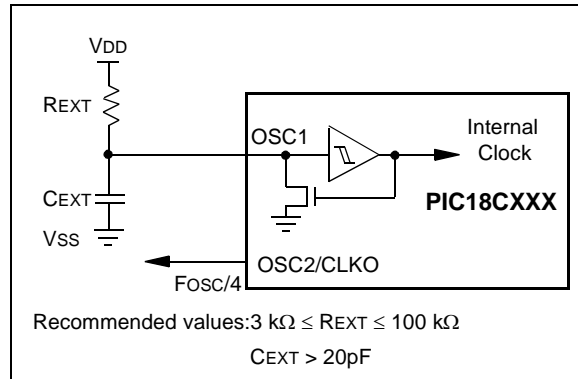 VDD
REXT
OSC1
Internal
Clock
CEXT
PIC18CXXX
VSS
OSC2/CLKO
FOSC/4
Recommended values:3 kΩ ≤ REXT ≤ 100 kΩ
CEXT > 20pF